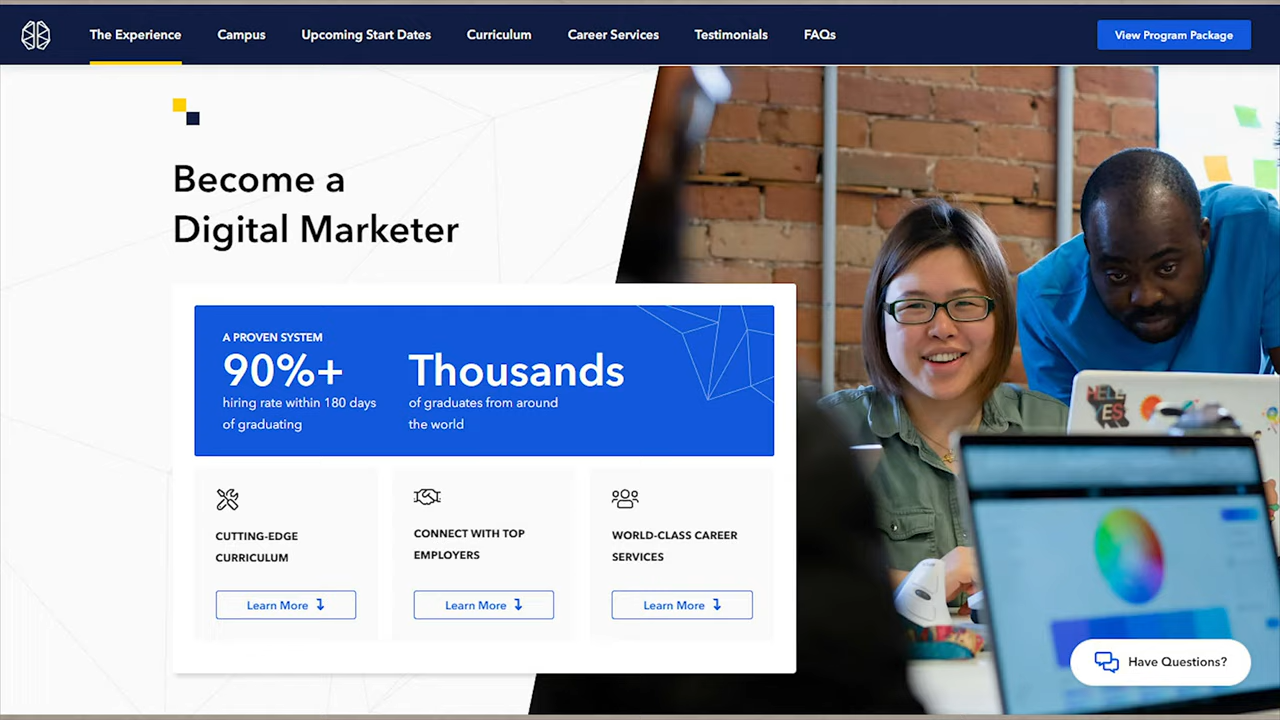 The Experience
Campus
Upcoming Start Dates
Curriculum
Career Services
Testimonials
FAQs
View Program Package
Become a
Digital Marketer
A PROVEN SYSTEM
90%+
hiring rate within 180 days
of graduating
Thousands
of graduates from around
the world
CUTTING-EDGE
CURRICULUM
Learn More
CONNECT WITH TOP
EMPLOYERS
Learn More
WORLD-CLASS CAREER
SERVICES
Learn More
HELL
YES
Have Questions?